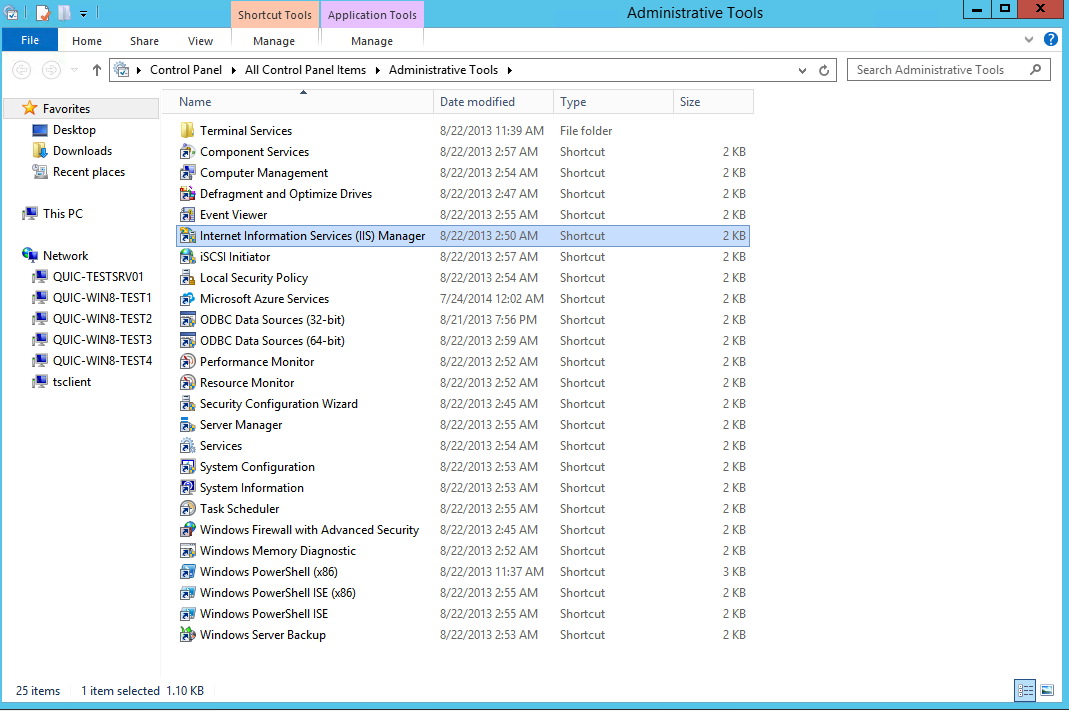 Shortcut Tools Application Tools Administrative Tools
File Home Share View Manage Manage
Control Panel All Control Panel Items Administrative Tools Search Administrative Tools
Name Date modified Type Size
Favorites
Desktop
Downloads
Recent places
This PC
Network
QUIC-TESTSRV01
QUIC-WIN8-TEST1
QUIC-WIN8-TEST2
QUIC-WIN8-TEST3
QUIC-WIN8-TEST4
tsclient
Terminal Services 8/22/2013 11:39 AM File folder
Component Services 8/22/2013 2:57 AM Shortcut 2 KB
Computer Management 8/22/2013 2:54 AM Shortcut 2 KB
Defragment and Optimize Drives 8/22/2013 2:47 AM Shortcut 2 KB
Event Viewer 8/22/2013 2:55 AM Shortcut 2 KB
Internet Information Services (IIS) Manager 8/22/2013 2:50 AM Shortcut 2 KB
iSCSI Initiator 8/22/2013 2:57 AM Shortcut 2 KB
Local Security Policy 8/22/2013 2:54 AM Shortcut 2 KB
Microsoft Azure Services 7/24/2014 12:02 AM Shortcut 2 KB
ODBC Data Sources (32-bit) 8/21/2013 7:56 PM Shortcut 2 KB
ODBC Data Sources (64-bit) 8/22/2013 2:59 AM Shortcut 2 KB
Performance Monitor 8/22/2013 2:52 AM Shortcut 2 KB
Resource Monitor 8/22/2013 2:52 AM Shortcut 2 KB
Security Configuration Wizard 8/22/2013 2:45 AM Shortcut 2 KB
Server Manager 8/22/2013 2:55 AM Shortcut 2 KB
Services 8/22/2013 2:54 AM Shortcut 2 KB
System Configuration 8/22/2013 2:53 AM Shortcut 2 KB
System Information 8/22/2013 2:53 AM Shortcut 2 KB
Task Scheduler 8/22/2013 2:55 AM Shortcut 2 KB
Windows Firewall with Advanced Security 8/22/2013 2:45 AM Shortcut 2 KB
Windows Memory Diagnostic 8/22/2013 2:52 AM Shortcut 2 KB
Windows PowerShell (x86) 8/22/2013 11:37 AM Shortcut 3 KB
Windows PowerShell ISE (x86) 8/22/2013 2:55 AM Shortcut 2 KB
Windows PowerShell ISE 8/22/2013 2:55 AM Shortcut 2 KB
Windows Server Backup 8/22/2013 2:53 AM Shortcut 2 KB
25 items 1 item selected 1.10 KB